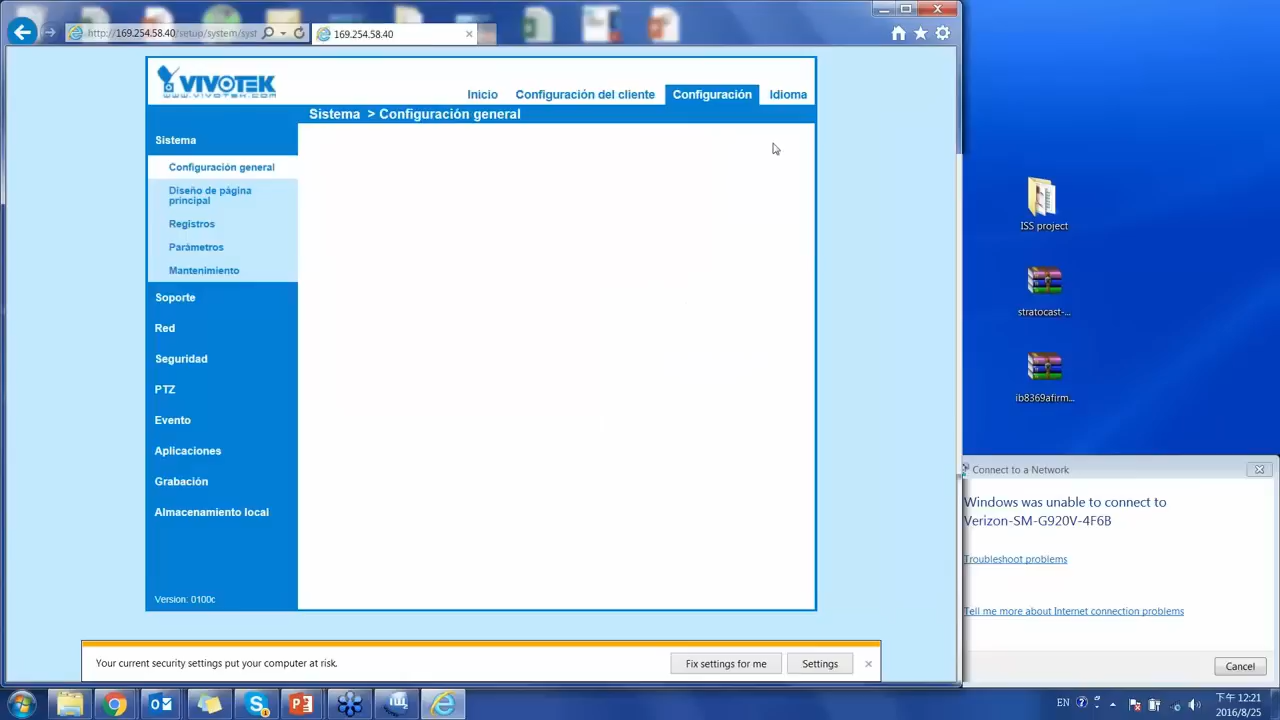 http://169.254.58.40/setup/system/syst
169.254.58.40
VIVOTEK
WWW.VIVOTEK.COM
Inicio
Configuración del cliente
Configuración
Idioma
Sistema > Configuración general
Sistema
Configuración general
Diseño de página
principal
Registros
Parámetros
Mantenimiento
Soporte
Red
Seguridad
PTZ
Evento
Aplicaciones
Grabación
Almacenamiento local
Version: 0100c
Your current security settings put your computer at risk.
Fix settings for me
Settings
ISS project
stratocast-...
ib8369afirm...
Connect to a Network
Windows was unable to connect to
Verizon-SM-G920V-4F6B
Troubleshoot problems
Tell me more about Internet connection problems
Cancel
EN
下午 12:21
2016/8/25